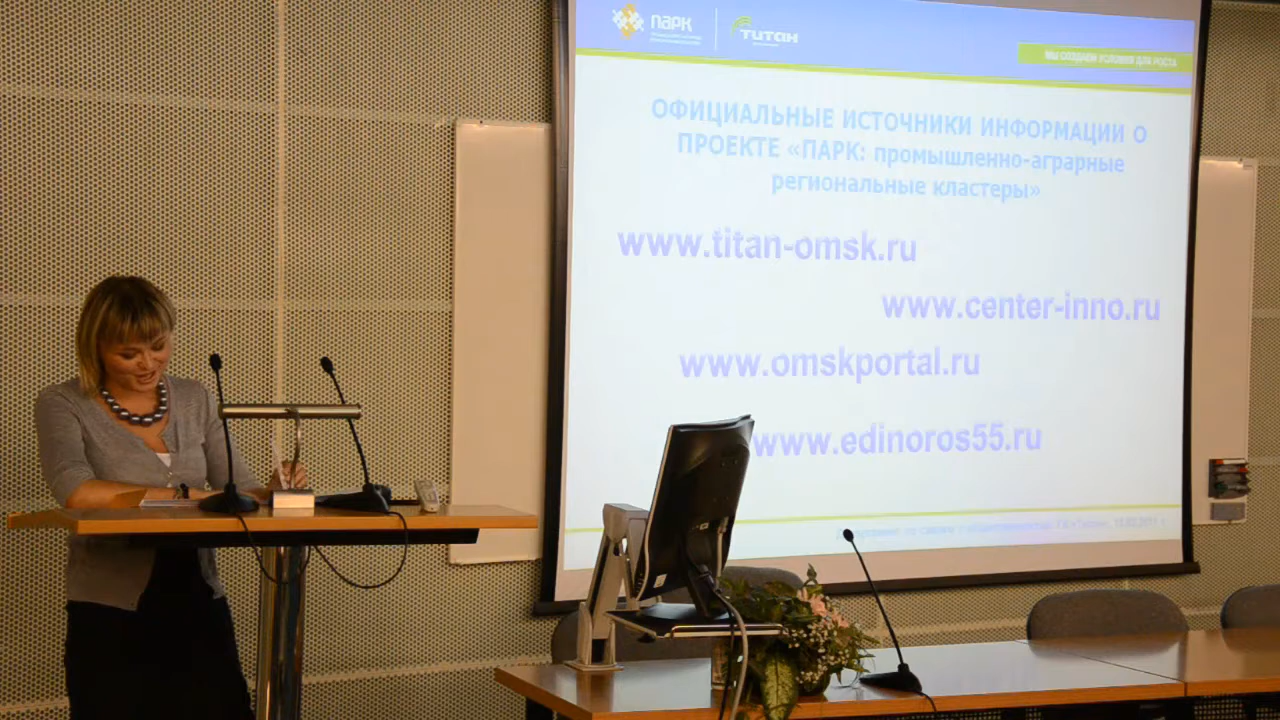 ПАРК
ТИТАН
МЫ СОЗДАЕМ УСЛОВИЯ ДЛЯ РОСТА
ОФИЦИАЛЬНЫЕ ИСТОЧНИКИ ИНФОРМАЦИИ О
ПРОЕКТЕ «ПАРК: промышленно-аграрные
региональные кластеры»
www.titan-omsk.ru
www.center-inno.ru
www.omskportal.ru
www.edinoros55.ru